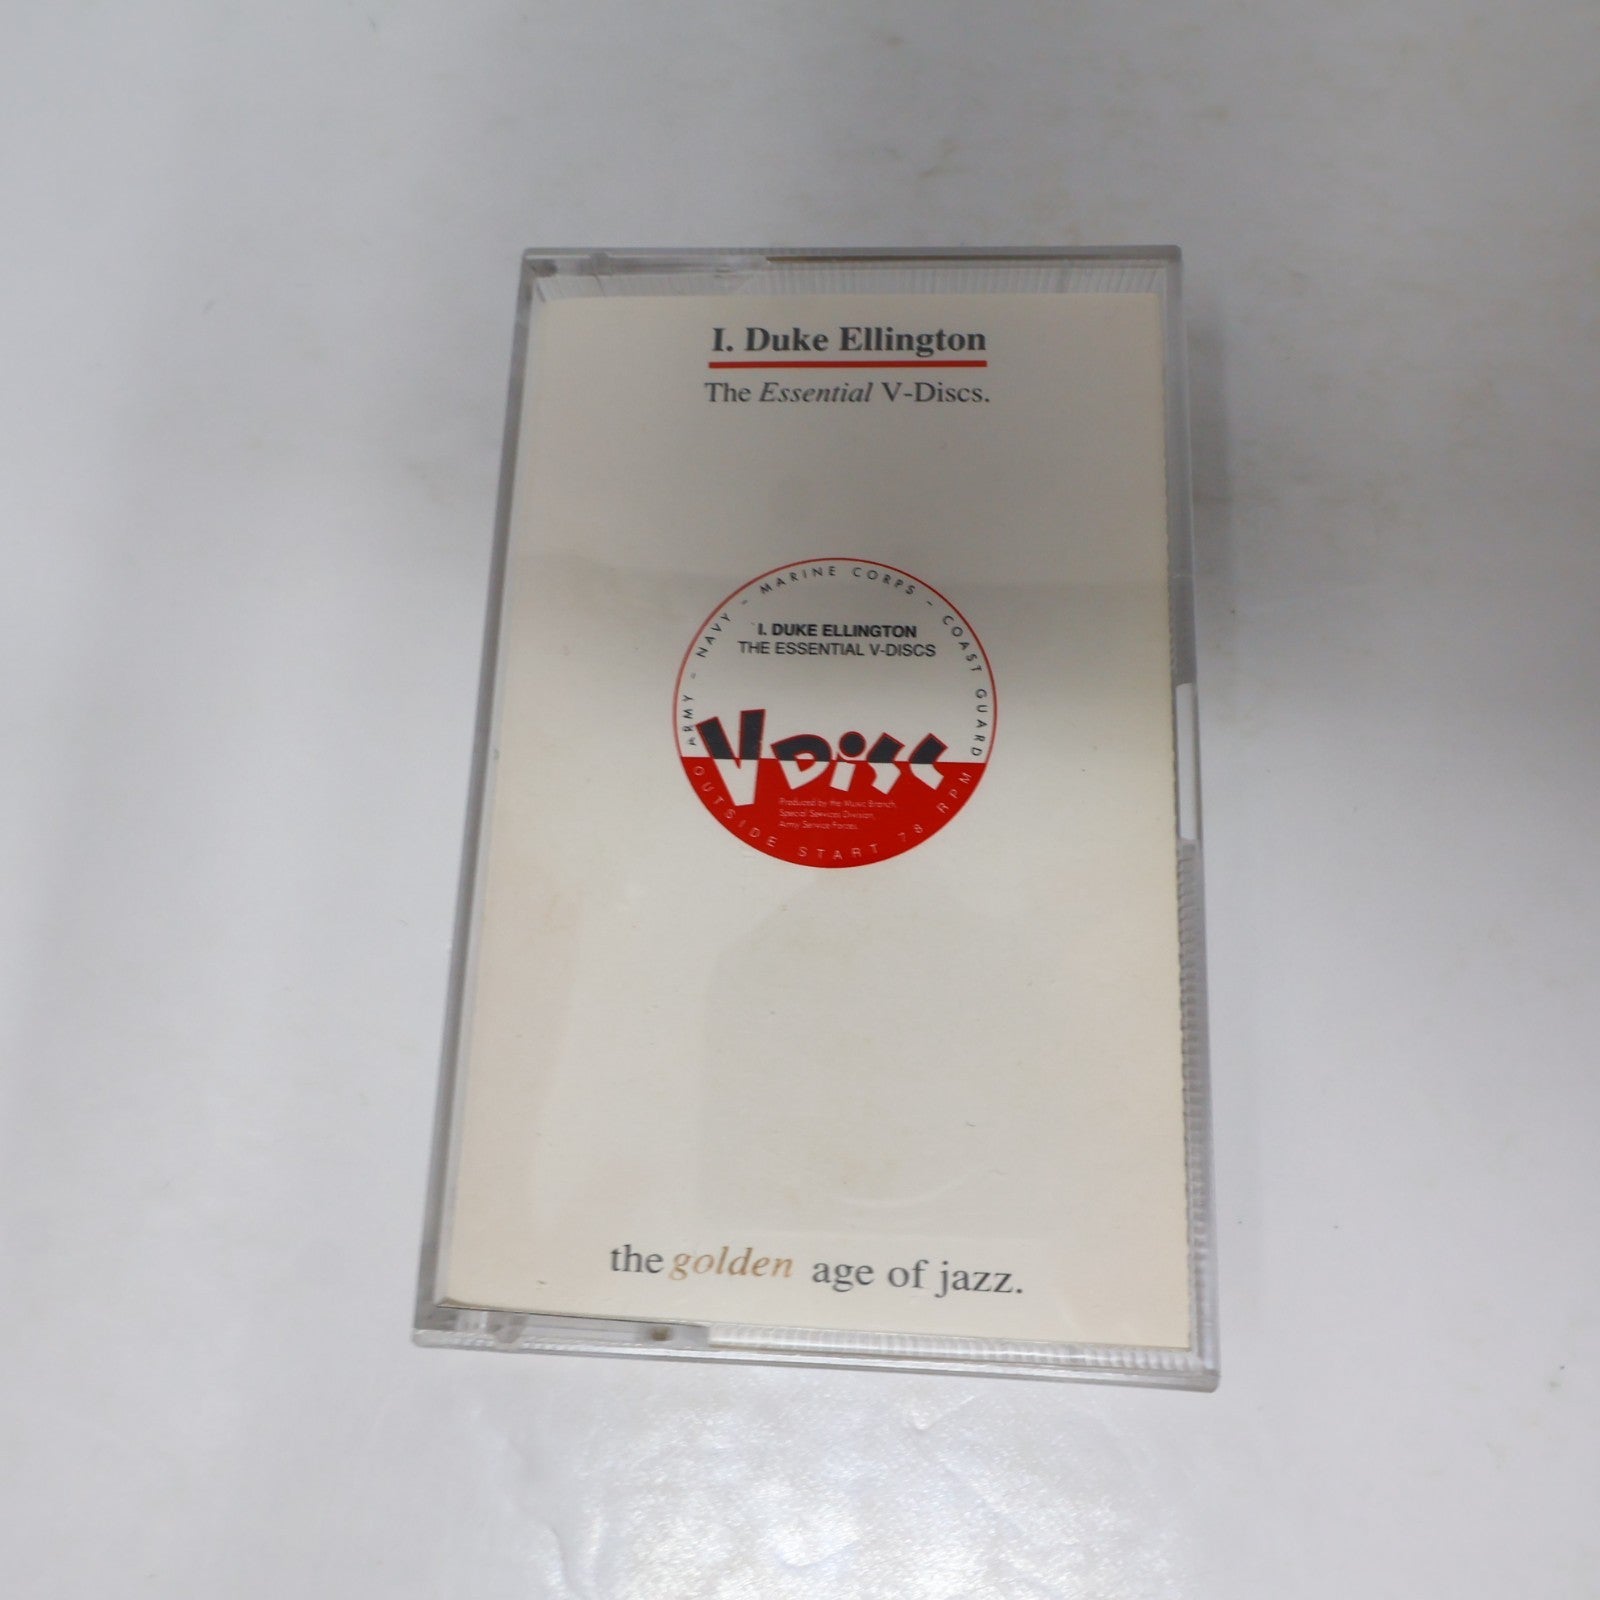 I. Duke Ellington
The Essential V-Discs.
ARMY - NAVY - MARINE CORPS - COAST GUARD
I. DUKE ELLINGTON
THE ESSENTIAL V-DISCS
V DiSC
Produced by the Music Branch,
Special Services Division,
Army Service Forces.
OUTSIDE START 78 RPM
the golden age of jazz.